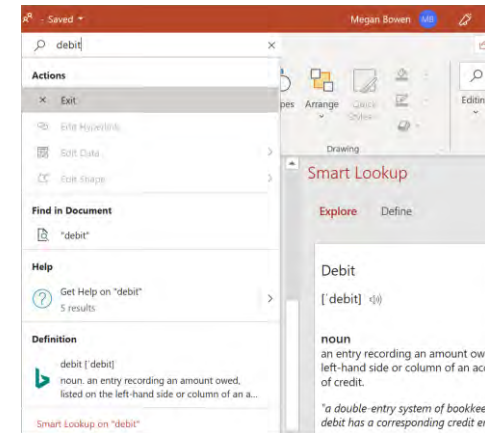 - Saved
Megan Bowen MB
debit
Actions
Exit
Edit Hyperlink
Edit Data
Edit Shape
Find in Document
"debit"
Help
Get Help on "debit"
5 results
Definition
debit ['debit]
noun. an entry recording an amount owed,
listed on the left-hand side or column of an a...
Smart Lookup on "debit"
pes
Arrange
Quick
Styles
Editin
Drawing
Smart Lookup
Explore Define
Debit
['debit]
noun
an entry recording an amount ow
left-hand side or column of an acc
of credit.
"a double-entry system of bookkee
debit has a corresponding credit en